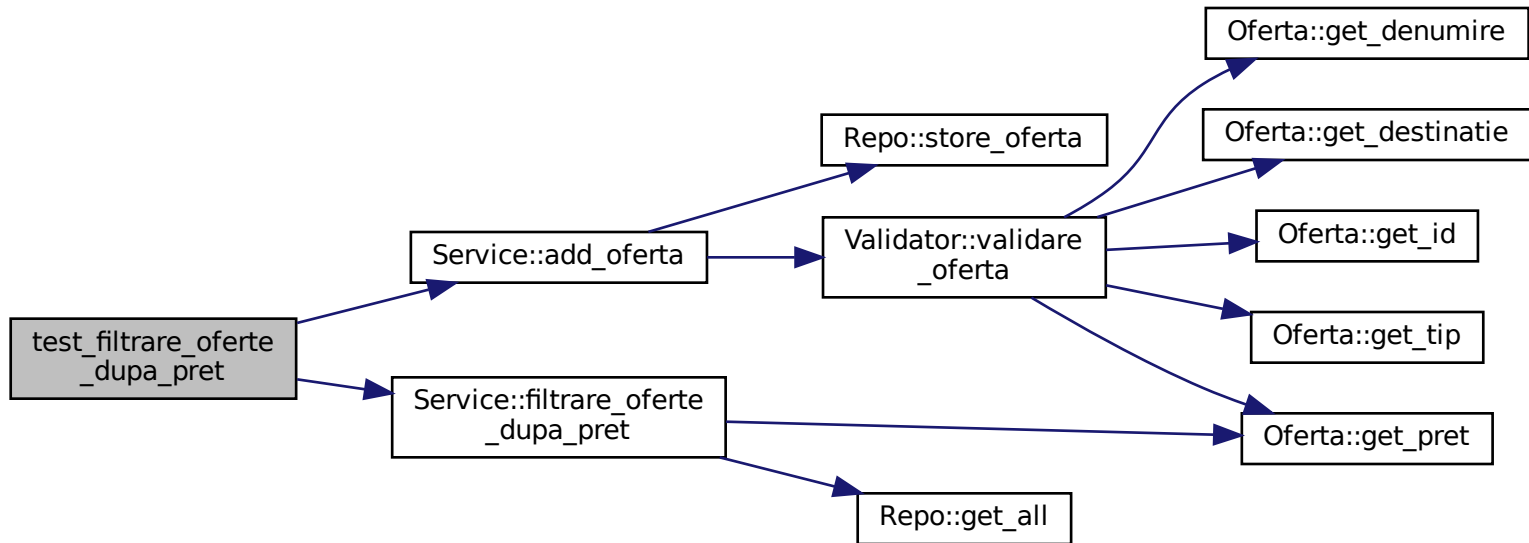 Oferta::get_denumire
Oferta::get_destinatie
Repo::store_oferta
Service::add_oferta
Validator::validare
_oferta
Oferta::get_id
Oferta::get_tip
test_filtrare_oferte
_dupa_pret
Service::filtrare_oferte
_dupa_pret
Oferta::get_pret
Repo::get_all